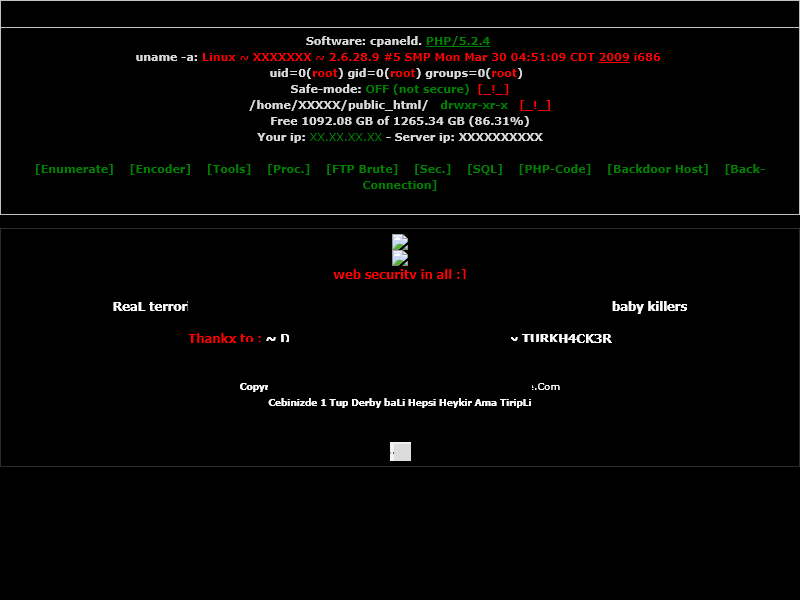 Software: cpaneld. PHP/5.2.4
uname -a: Linux ~ XXXXXXX ~ 2.6.28.9 #5 SMP Mon Mar 30 04:51:09 CDT 2009 i686
uid=0(root) gid=0(root) groups=0(root)
Safe-mode: OFF (not secure) [_!_]
/home/XXXXX/public_html/ drwxr-xr-x [_!_]
Free 1092.08 GB of 1265.34 GB (86.31%)
Your ip: XX.XX.XX.XX - Server ip: XXXXXXXXXX
[Enumerate] [Encoder] [Tools] [Proc.] [FTP Brute] [Sec.] [SQL] [PHP-Code] [Backdoor Host] [Back-
Connection]
web security in all :]
ReaL baby killers
Thankx to : ~ D TURKH4CK3R
.Com
Cebinizde 1 Tup Derby baLi Hepsi Heykir Ama TiripLi